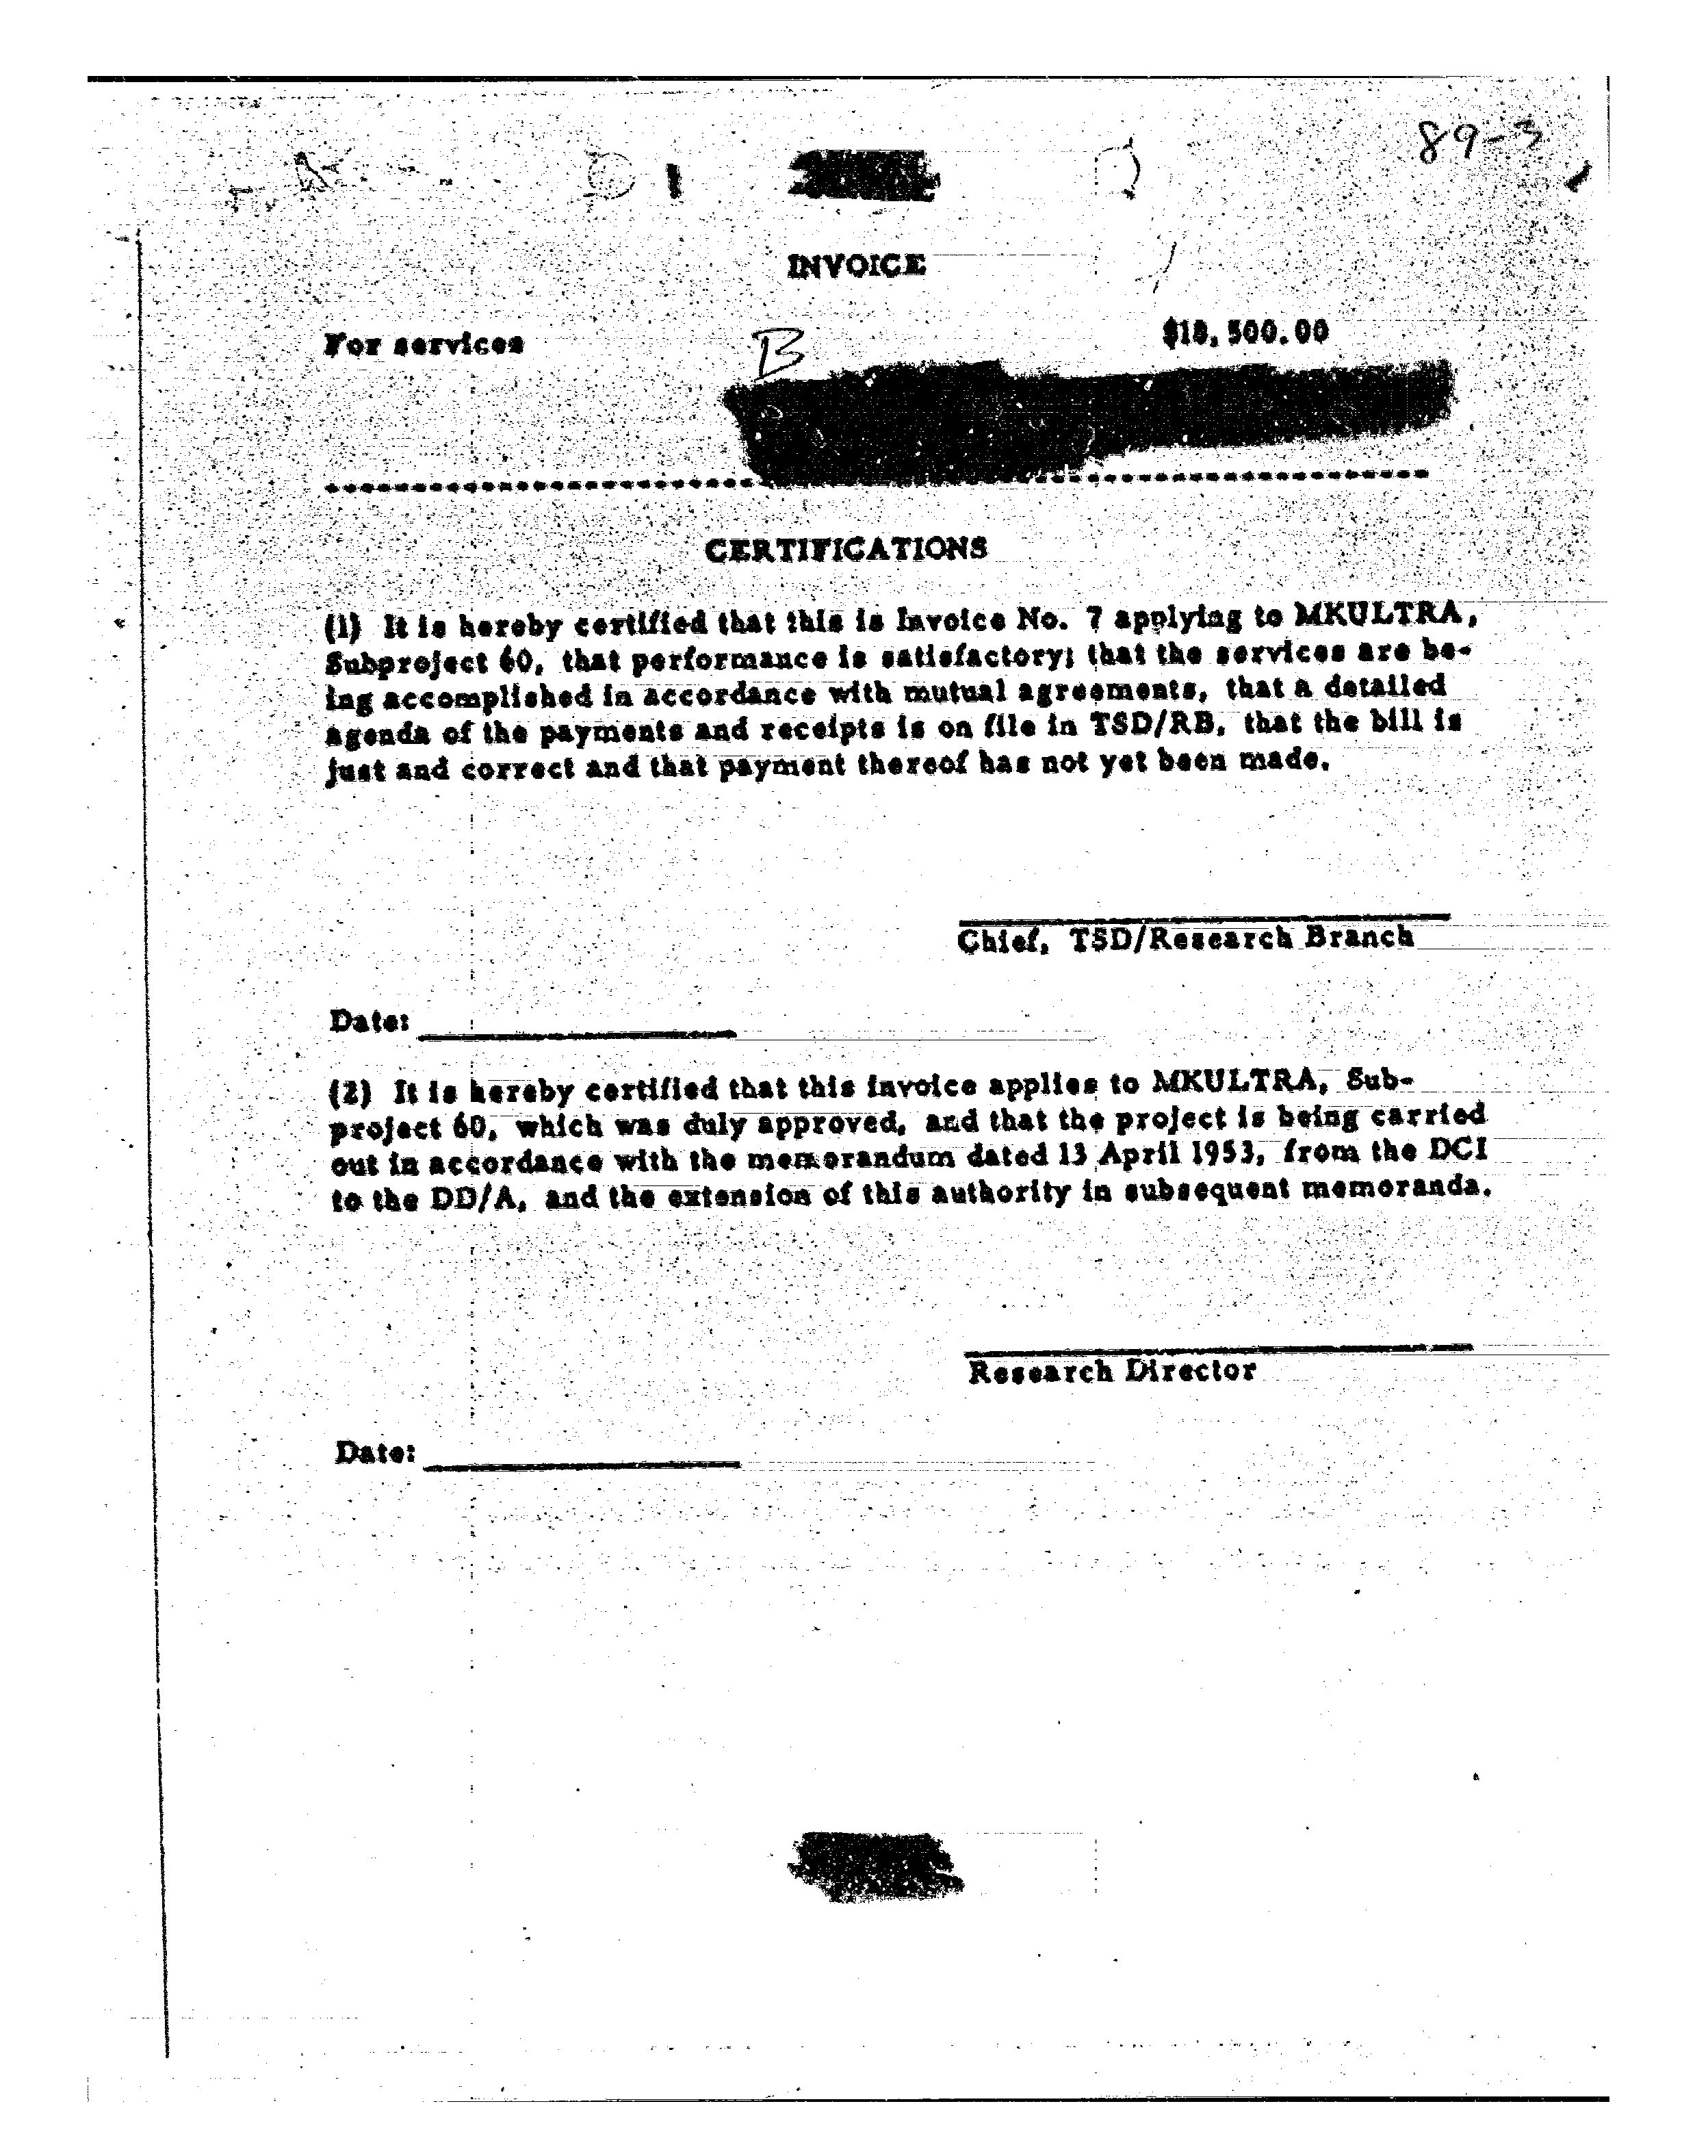 89-3
INVOICE
For services
B
$18,500.00
CERTIFICATIONS
(1) It is hereby certified that this is Invoice No. 7 applying to MKULTRA,
Subproject 60, that performance is satisfactory; that the services are be-
ing accomplished in accordance with mutual agreements, that a detailed
agenda of the payments and receipts is on file in TSD/RB, that the bill is
just and correct and that payment thereof has not yet been made.
Chief, TSD/Research Branch
Date:
(2) It is hereby certified that this invoice applies to MKULTRA, Sub-
project 60, which was duly approved, and that the project is being carried
out in accordance with the memorandum dated 13 April 1953, from the DCI
to the DD/A, and the extension of this authority in subsequent memoranda.
Research Director
Date: